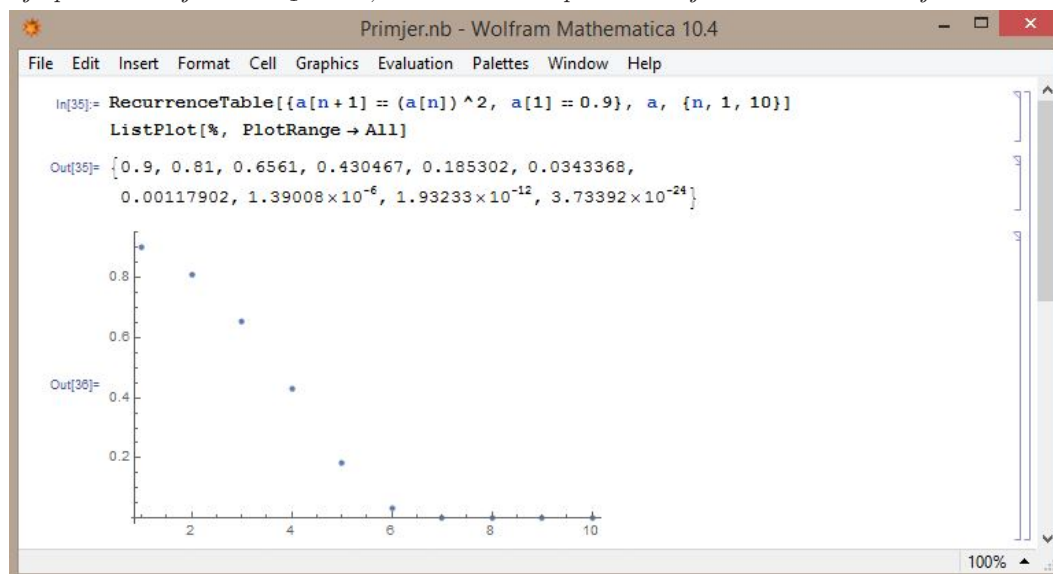 Primjer.nb - Wolfram Mathematica 10.4
File Edit Insert Format Cell Graphics Evaluation Palettes Window Help
In[35]:= RecurrenceTable[{a[n + 1] == (a[n]) ^2, a[1] == 0.9}, a, {n, 1, 10}]
ListPlot[%, PlotRange → All]
Out[35]= {0.9, 0.81, 0.6561, 0.430467, 0.185302, 0.0343368,
0.00117902, 1.39008×10⁻⁶, 1.93233×10⁻¹², 3.73392×10⁻²⁴}
0.8
0.6
Out[36]=
0.4
0.2
2 4 6 8 10
100%